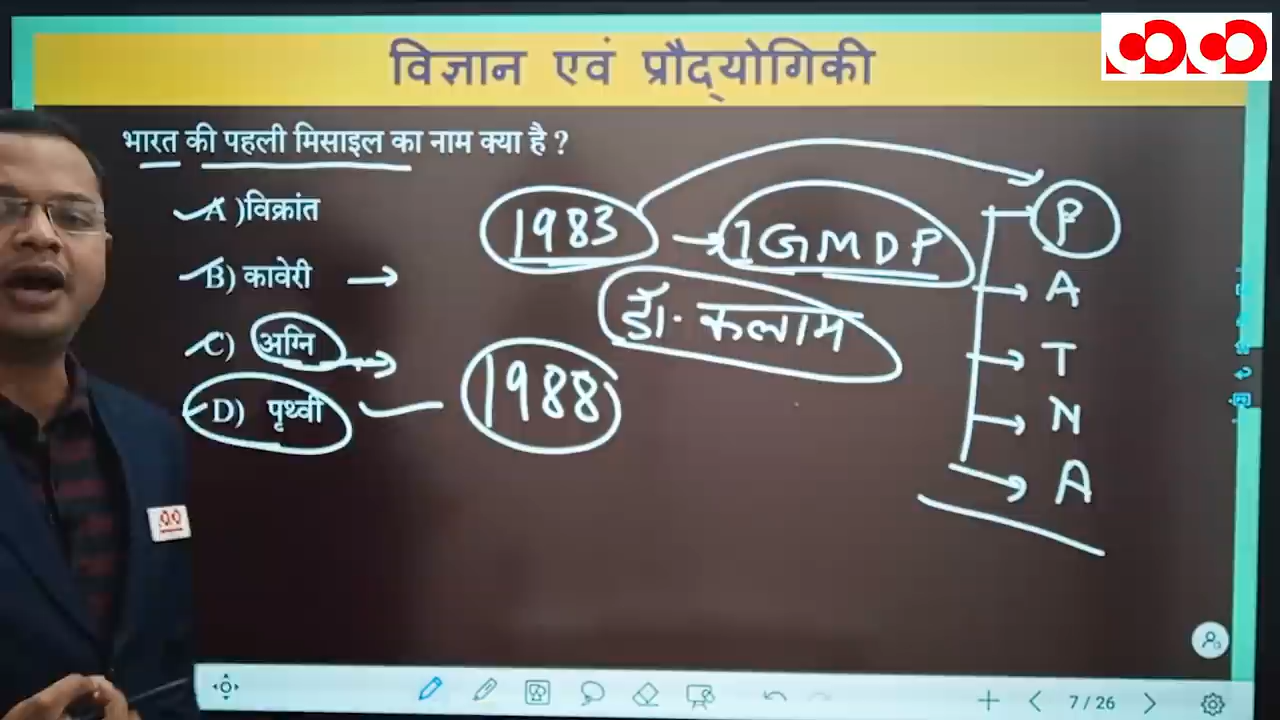 विज्ञान एवं प्रौद्योगिकी
भारत की पहली मिसाइल का नाम क्या है ?
A )विक्रांत
B) कावेरी
C) अग्नि
D) पृथ्वी
1983 → IGMDP
डॉ. कलाम
1988
P
A
T
N
A
7 / 26